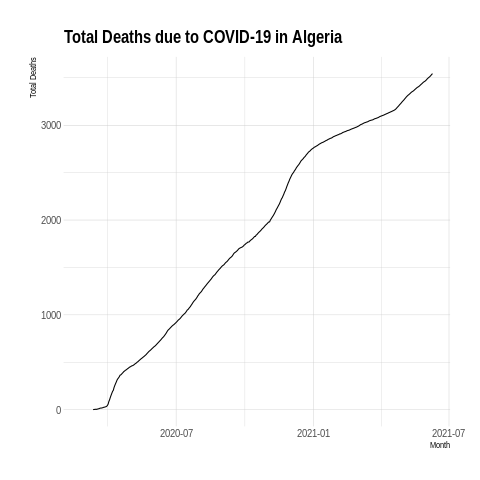 Total Deaths due to COVID-19 in Algeria
Total Deaths
3000
2000
1000
0
2020-07
2021-01
2021-07
Month